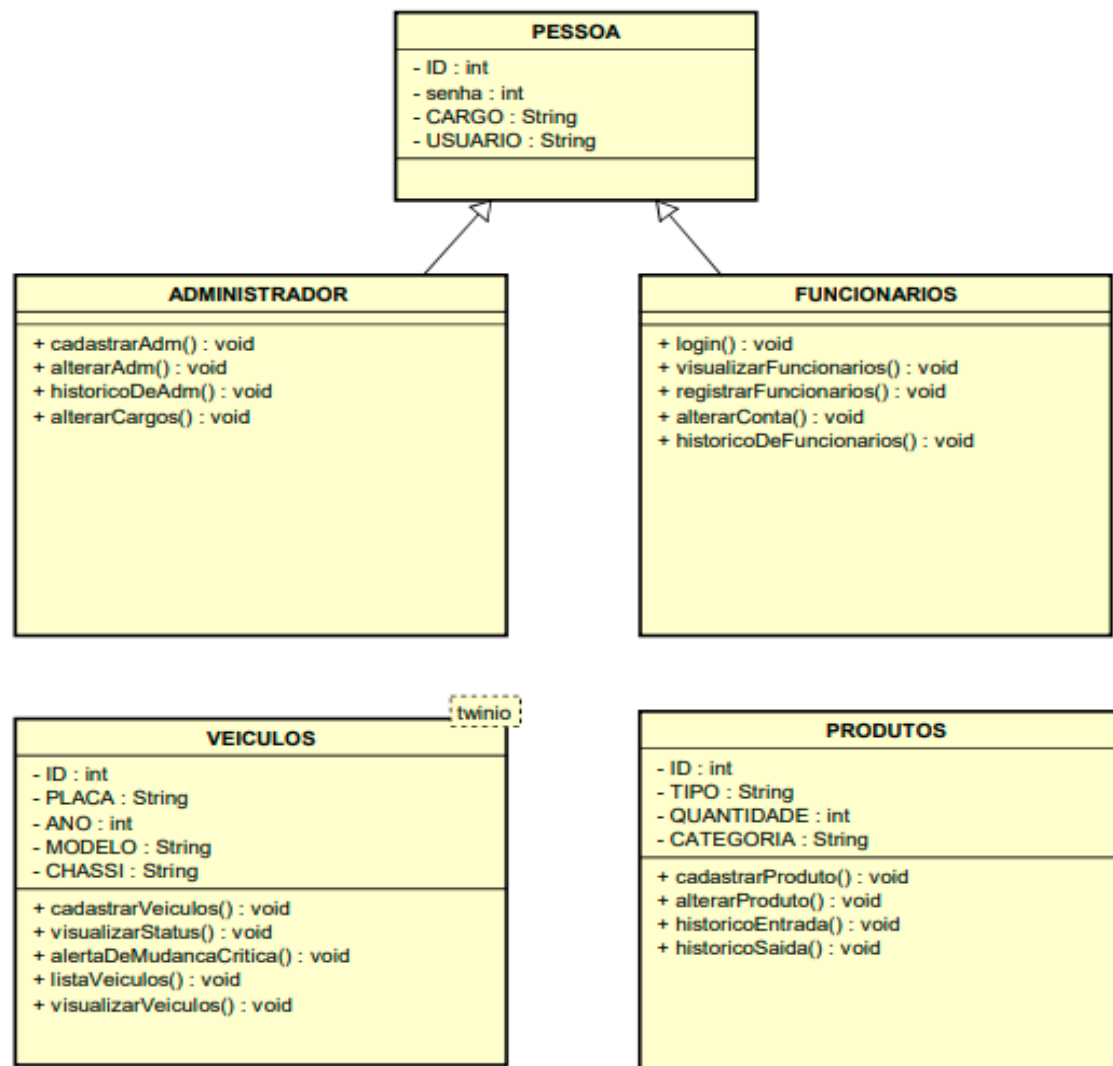 PESSOA
- ID : int
- senha : int
- CARGO : String
- USUARIO : String
ADMINISTRADOR
+ cadastrarAdm() : void
+ alterarAdm() : void
+ historicoDeAdm() : void
+ alterarCargos() : void
FUNCIONARIOS
+ login() : void
+ visualizarFuncionarios() : void
+ registrarFuncionarios() : void
+ alterarConta() : void
+ historicoDeFuncionarios() : void
twinio
VEICULOS
- ID : int
- PLACA : String
- ANO : int
- MODELO : String
- CHASSI : String
+ cadastrarVeiculos() : void
+ visualizarStatus() : void
+ alertaDeMudancaCritica() : void
+ listaVeiculos() : void
+ visualizarVeiculos() : void
PRODUTOS
- ID : int
- TIPO : String
- QUANTIDADE : int
- CATEGORIA : String
+ cadastrarProduto() : void
+ alterarProduto() : void
+ historicoEntrada() : void
+ historicoSaida() : void